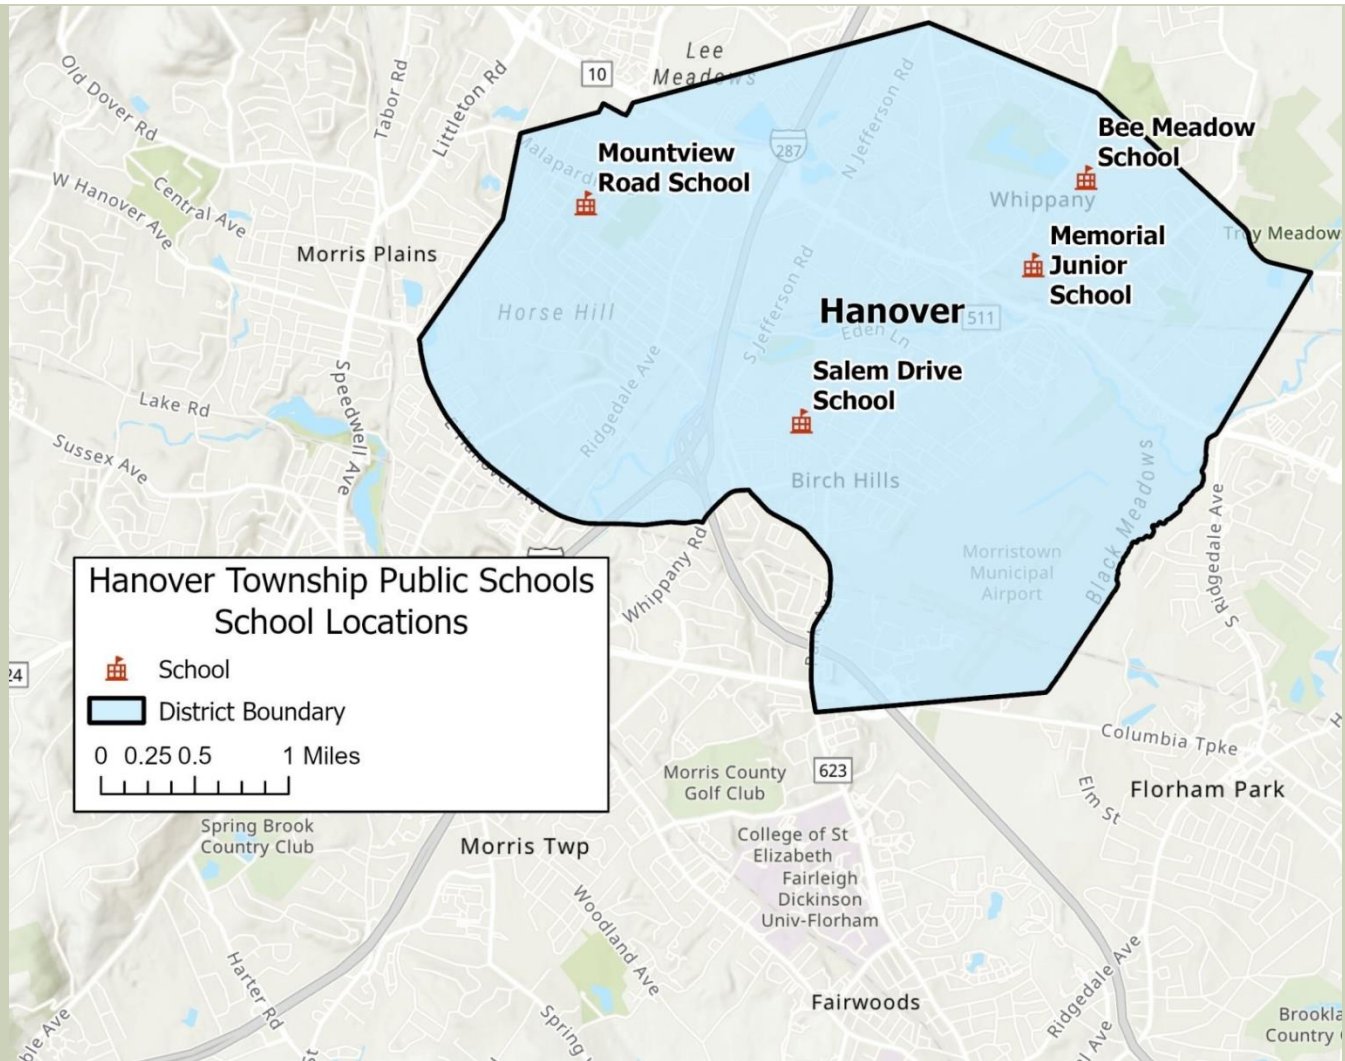 Lee
Meadows
10
Old Dover Rd
Tabor Rd
Littleton Rd
N Jefferson Rd
287
Bee Meadow
School
Mountview
Road School
W Hanover Ave
Central Ave
Whippany
Morris Plains
Memorial
Junior
School
Troy Meadow
Horse Hill
S Jefferson Rd
Hanover
511
Eden Ln
Speedwell Ave
Ridgedale Ave
Salem Drive
School
Lake Rd
Sussex Ave
E Hanover Ave
Birch Hills
Black Meadows
S Ridgedale Ave
Morristown
Municipal
Airport
Whippany Rd
Hanover Township Public Schools
School Locations
School
District Boundary
0 0.25 0.5 1 Miles
24
Columbia Tpke
623
Morris County
Golf Club
Elm St
Florham Park
Spring Brook
Country Club
Morris Twp
College of St
Elizabeth
Fairleigh
Dickinson
Univ-Florham
Woodland Ave
Harter Rd
Fairwoods
Ridgedale Ave
Spring
Country